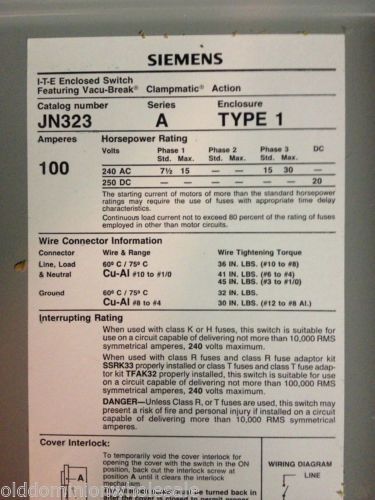 SIEMENS
I-T-E Enclosed Switch
Featuring Vacu-Break® Clampmatic® Action
Catalog number Series Enclosure
JN323 A TYPE 1
Amperes Horsepower Rating
100
Volts Phase 1 Phase 2 Phase 3 DC
Std. Max. Std. Max. Std. Max.
240 AC 7½ 15 — — 15 30 —
250 DC — — — — — — 20
The starting current of motors of more than the standard horsepower
ratings may require the use of fuses with appropriate time delay
characteristics.
Continuous load current not to exceed 80 percent of the rating of fuses
employed in other than motor circuits.
Wire Connector Information
Connector Wire & Range Wire Tightening Torque
Line, Load 60° C / 75° C 36 IN. LBS. (#10 to #8)
& Neutral Cu-Al #10 to #1/0 41 IN. LBS. (#6 to #4)
45 IN. LBS. (#3 to #1/0)
Ground 60° C / 75° C 32 IN. LBS.
Cu-Al #8 to #4 30 IN. LBS. (#12 to #8 Al.)
Interrupting Rating
When used with class K or H fuses, this switch is suitable for
use on a circuit capable of delivering not more than 10,000 RMS
symmetrical amperes, 240 volts maximum.
When used with class R fuses and class R fuse adaptor kit
SSRK33 properly installed or class T fuses and class T fuse adap-
tor kit TFAK32 properly installed, this switch is suitable for
use on a circuit capable of delivering not more than 100,000 RMS
symmetrical amperes, 240 volts maximum.
DANGER—Unless Class R, or T fuses are used, this switch may
present a risk of fire and personal injury if installed on a circuit
capable of delivering more than 10,000 RMS symmetrical
amperes.
Cover Interlock:
To temporarily void the cover interlock for
opening the cover with the switch in the ON
position, back out the interlock screw at
position A until it clears the interlock
A
WIRING DIAGRAM
LINE
be turned back in
olddominionwholesale